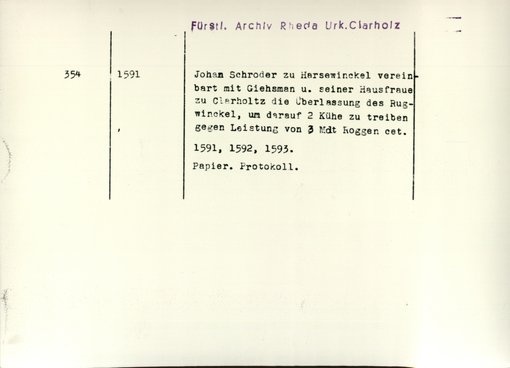 Fürstl. Archiv Rheda Urk. Clarholz
354 1591 Johan Schroder zu Harsewinckel verein-
bart mit Giehsman u. seiner Hausfraue
zu Clarholtz die Überlassung des Rug-
winckel, um darauf 2 Kühe zu treiben
gegen Leistung von 3 Mdt Roggen cet.
1591, 1592, 1593.
Papier. Protokoll.